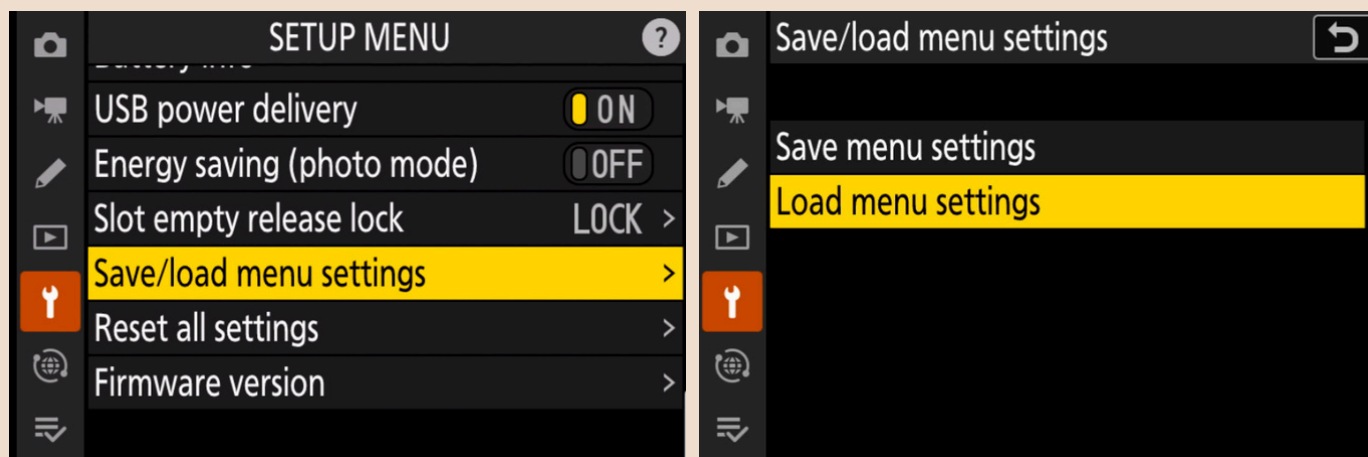 SETUP MENU
?
USB power delivery
ON
Energy saving (photo mode)
OFF
Slot empty release lock
LOCK >
Save/load menu settings
>
Reset all settings
>
Firmware version
>
Save/load menu settings
Save menu settings
Load menu settings